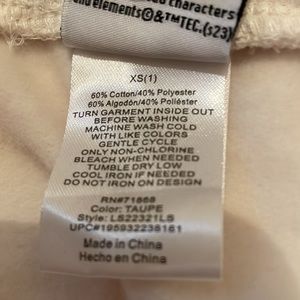 characters
and elements©&™TEC.(s23)
XS(1)
60% Cotton/40% Polyester
60% Algodón/40% Poliéster
TURN GARMENT INSIDE OUT
BEFORE WASHING
MACHINE WASH COLD
WITH LIKE COLORS
GENTLE CYCLE
ONLY NON-CHLORINE
BLEACH WHEN NEEDED
TUMBLE DRY LOW
COOL IRON IF NEEDED
DO NOT IRON ON DESIGN
RN#71668
Color: TAUPE
Style: LS22321LS
UPC#195932238161
Made in China
Hecho en China